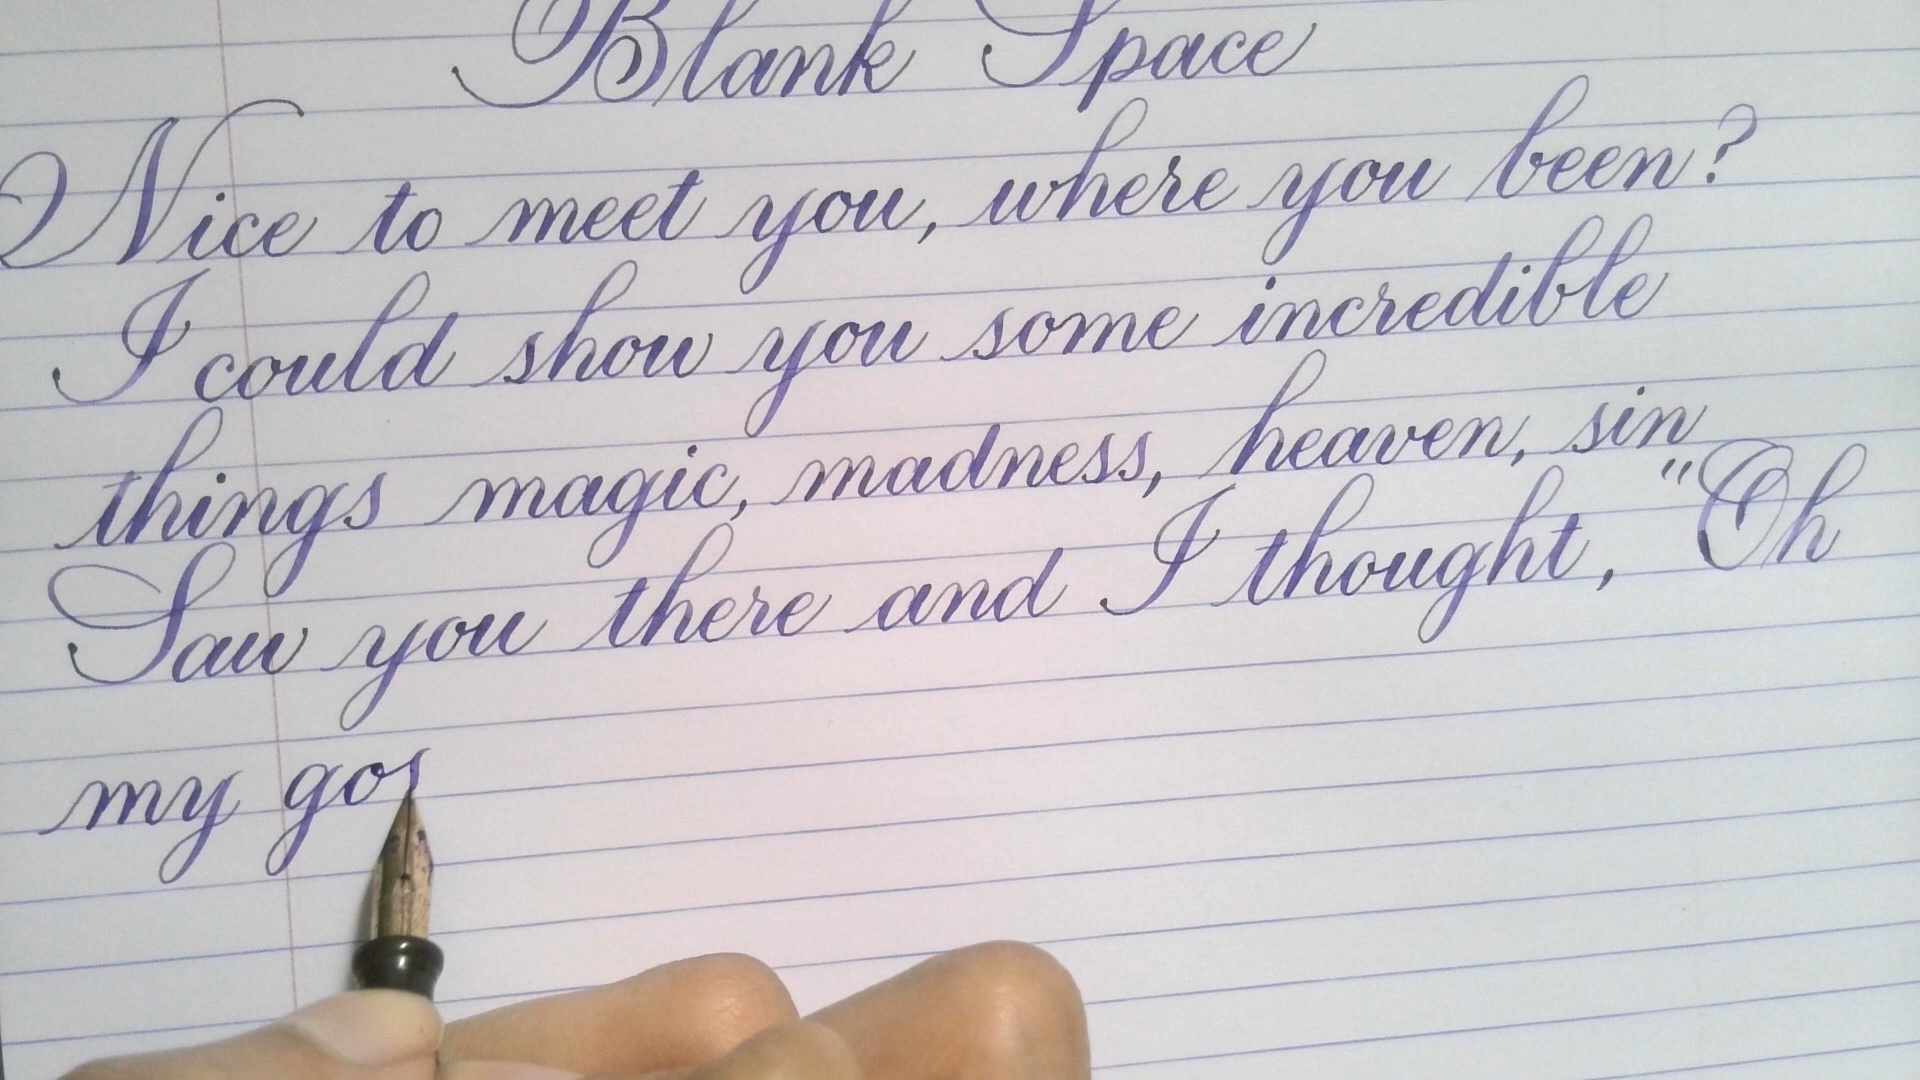 Blank Space
Nice to meet you, where you been?
I could show you some incredible
things magic, madness, heaven, sin
Saw you there and I thought, "Oh
my gos